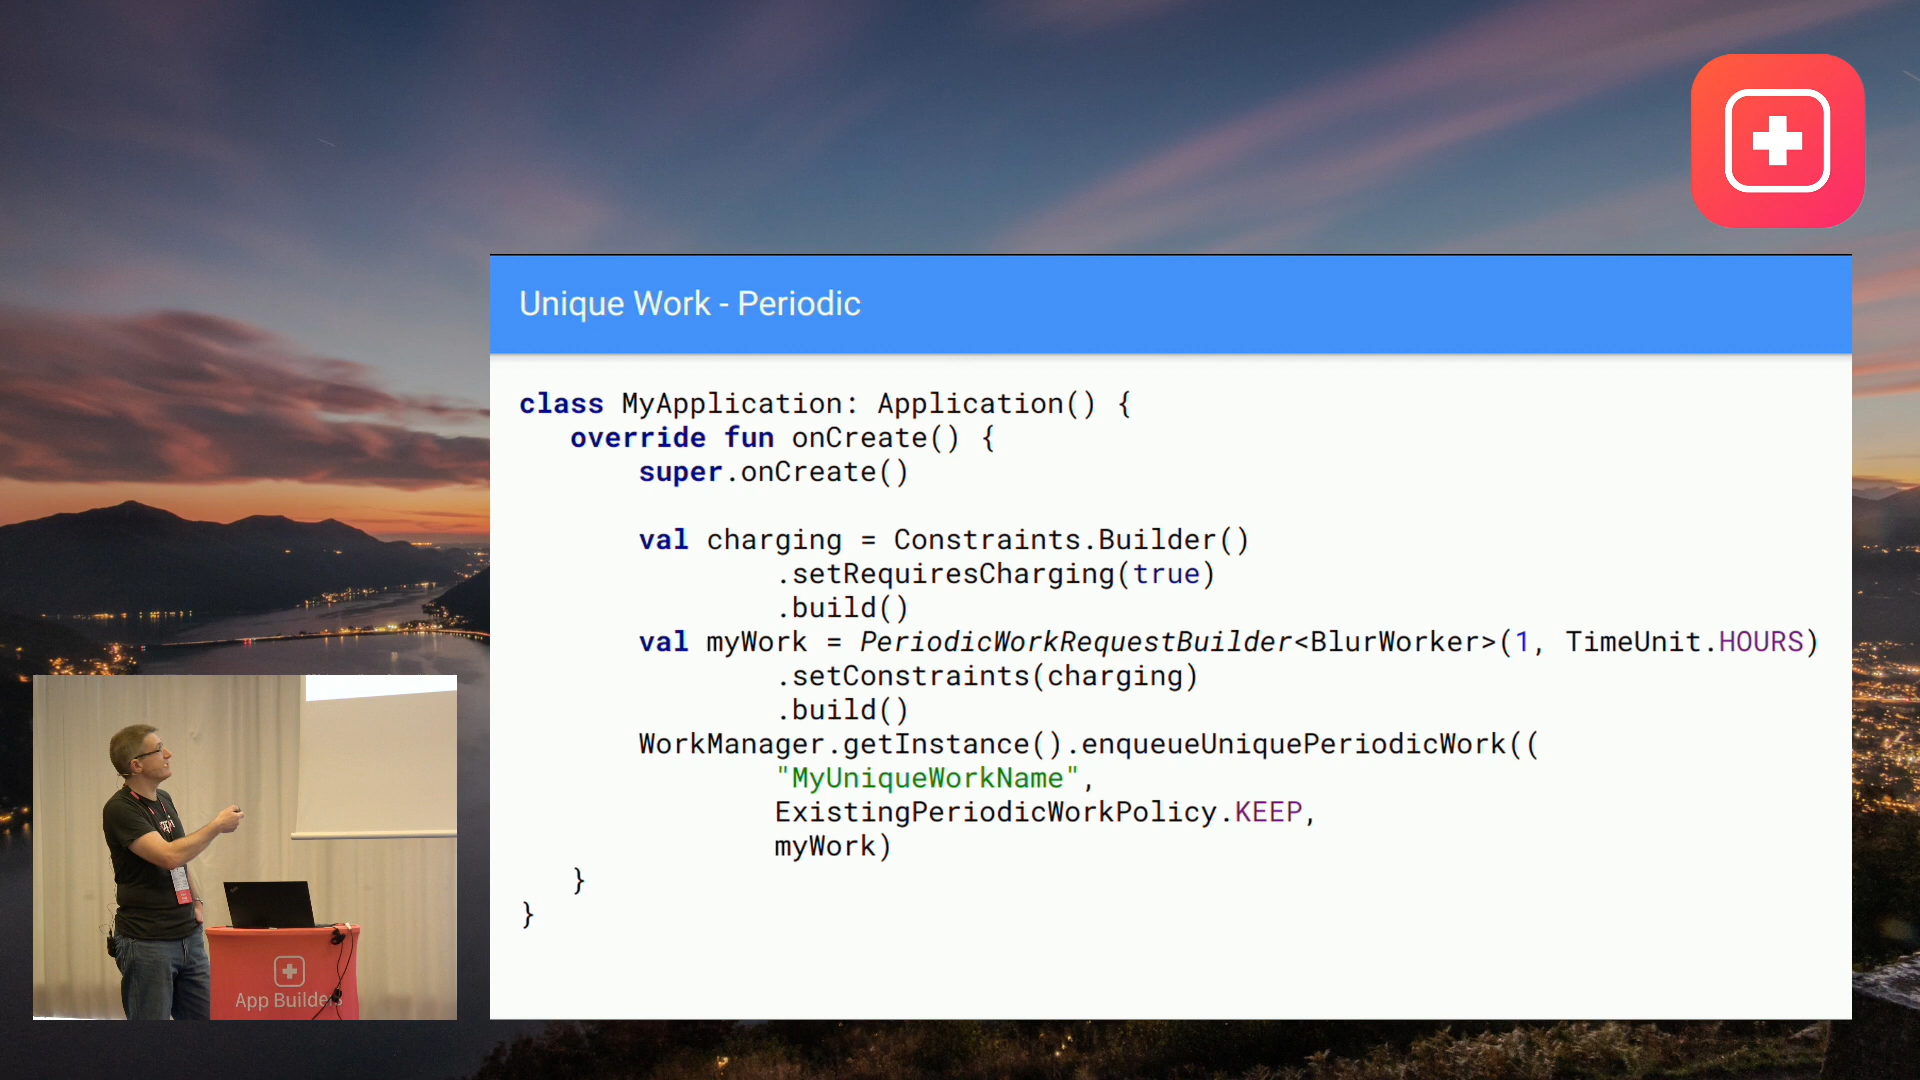 Unique Work - Periodic
class MyApplication: Application() {
override fun onCreate() {
super.onCreate()
val charging = Constraints.Builder()
.setRequiresCharging(true)
.build()
val myWork = PeriodicWorkRequestBuilder<BlurWorker>(1, TimeUnit.HOURS)
.setConstraints(charging)
.build()
WorkManager.getInstance().enqueueUniquePeriodicWork((
"MyUniqueWorkName",
ExistingPeriodicWorkPolicy.KEEP,
myWork)
}
}
App Builders